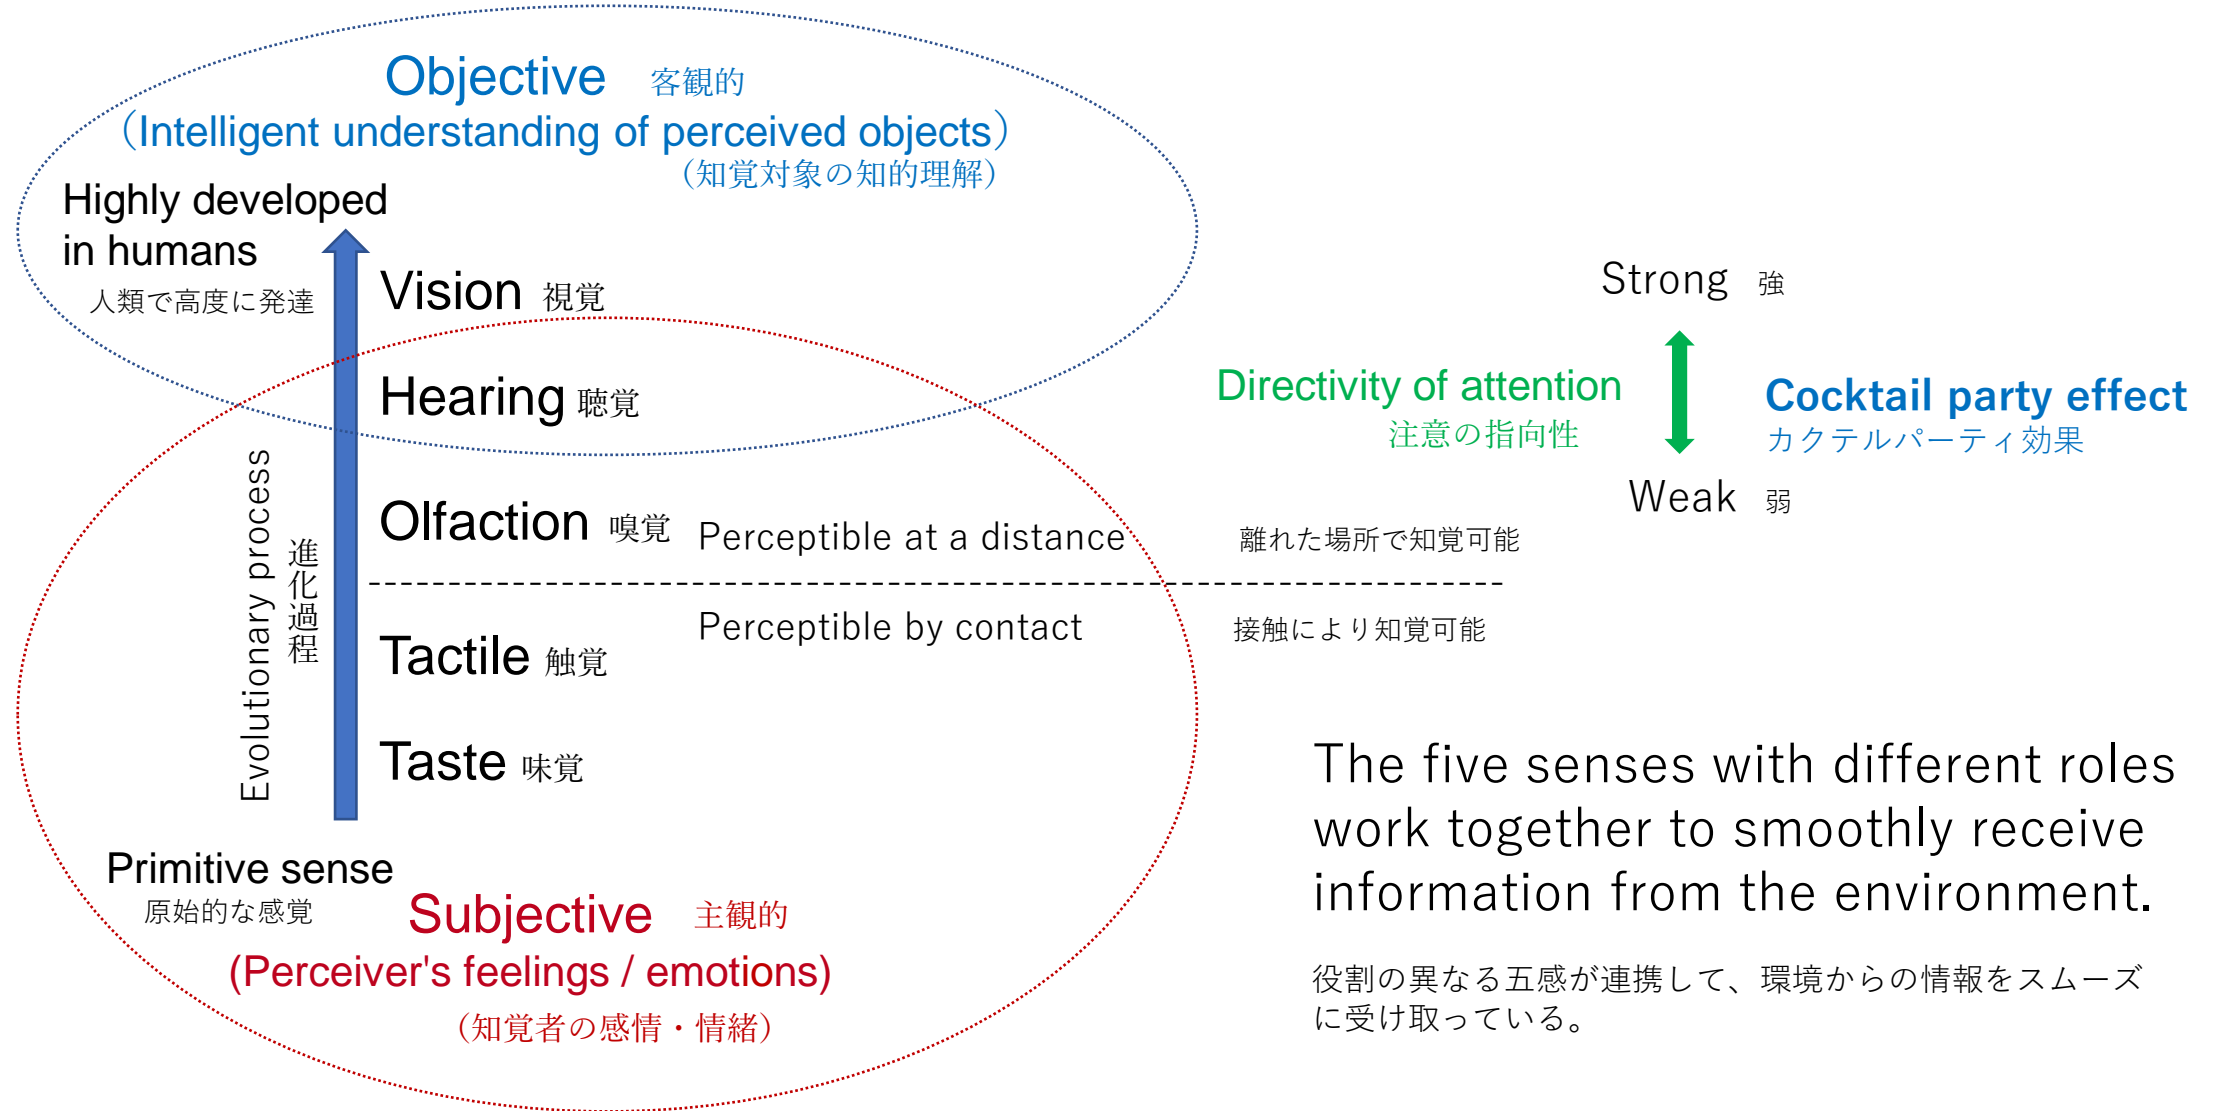 Objective 客観的
（Intelligent understanding of perceived objects）
（知覚対象の知的理解）
Highly developed
in humans
人類で高度に発達
Vision 視覚
Hearing 聴覚
Olfaction 嗅覚
Perceptible at a distance 離れた場所で知覚可能
Perceptible by contact 接触により知覚可能
Tactile 触覚
Taste 味覚
Evolutionary process
進化過程
Primitive sense
原始的な感覚
Subjective 主観的
(Perceiver's feelings / emotions)
（知覚者の感情・情緒）
Strong 強
Directivity of attention
注意の指向性
Cocktail party effect
カクテルパーティ効果
Weak 弱
The five senses with different roles
work together to smoothly receive
information from the environment.
役割の異なる五感が連携して、環境からの情報をスムーズ
に受け取っている。